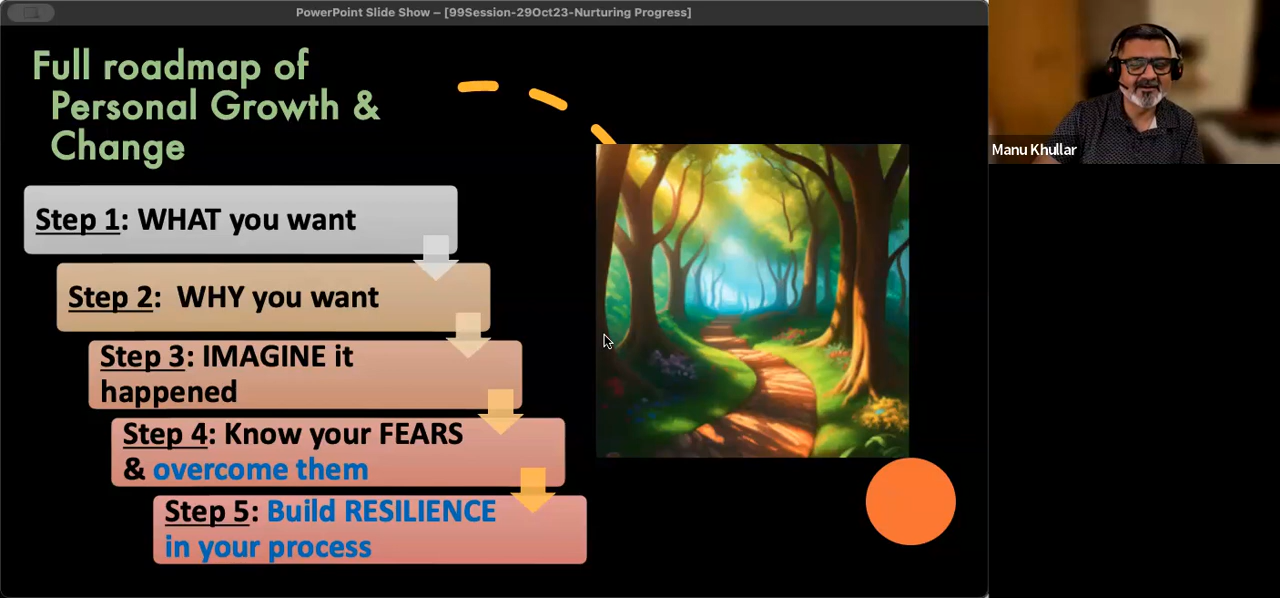 PowerPoint Slide Show – [99Session-29Oct23-Nurturing Progress]
Full roadmap of
Personal Growth &
Change
Step 1: WHAT you want
Step 2: WHY you want
Step 3: IMAGINE it
happened
Step 4: Know your FEARS
& overcome them
Step 5: Build RESILIENCE
in your process
Manu Khullar